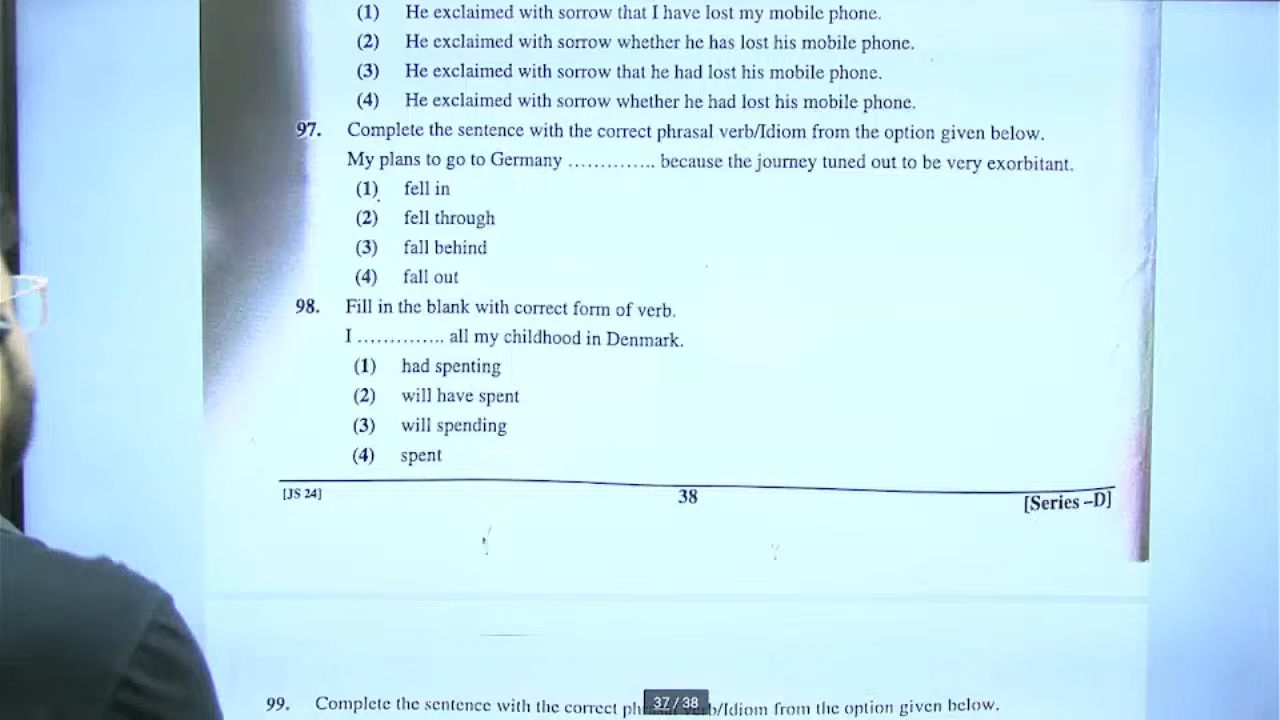 (1) He exclaimed with sorrow that I have lost my mobile phone.
(2) He exclaimed with sorrow whether he has lost his mobile phone.
(3) He exclaimed with sorrow that he had lost his mobile phone.
(4) He exclaimed with sorrow whether he had lost his mobile phone.
97. Complete the sentence with the correct phrasal verb/Idiom from the option given below.
My plans to go to Germany .............. because the journey tuned out to be very exorbitant.
(1) fell in
(2) fell through
(3) fall behind
(4) fall out
98. Fill in the blank with correct form of verb.
I .............. all my childhood in Denmark.
(1) had spenting
(2) will have spent
(3) will spending
(4) spent
[JS 24] 38 [Series –D]
99. Complete the sentence with the correct b/Idiom from the option given below.
37 / 38